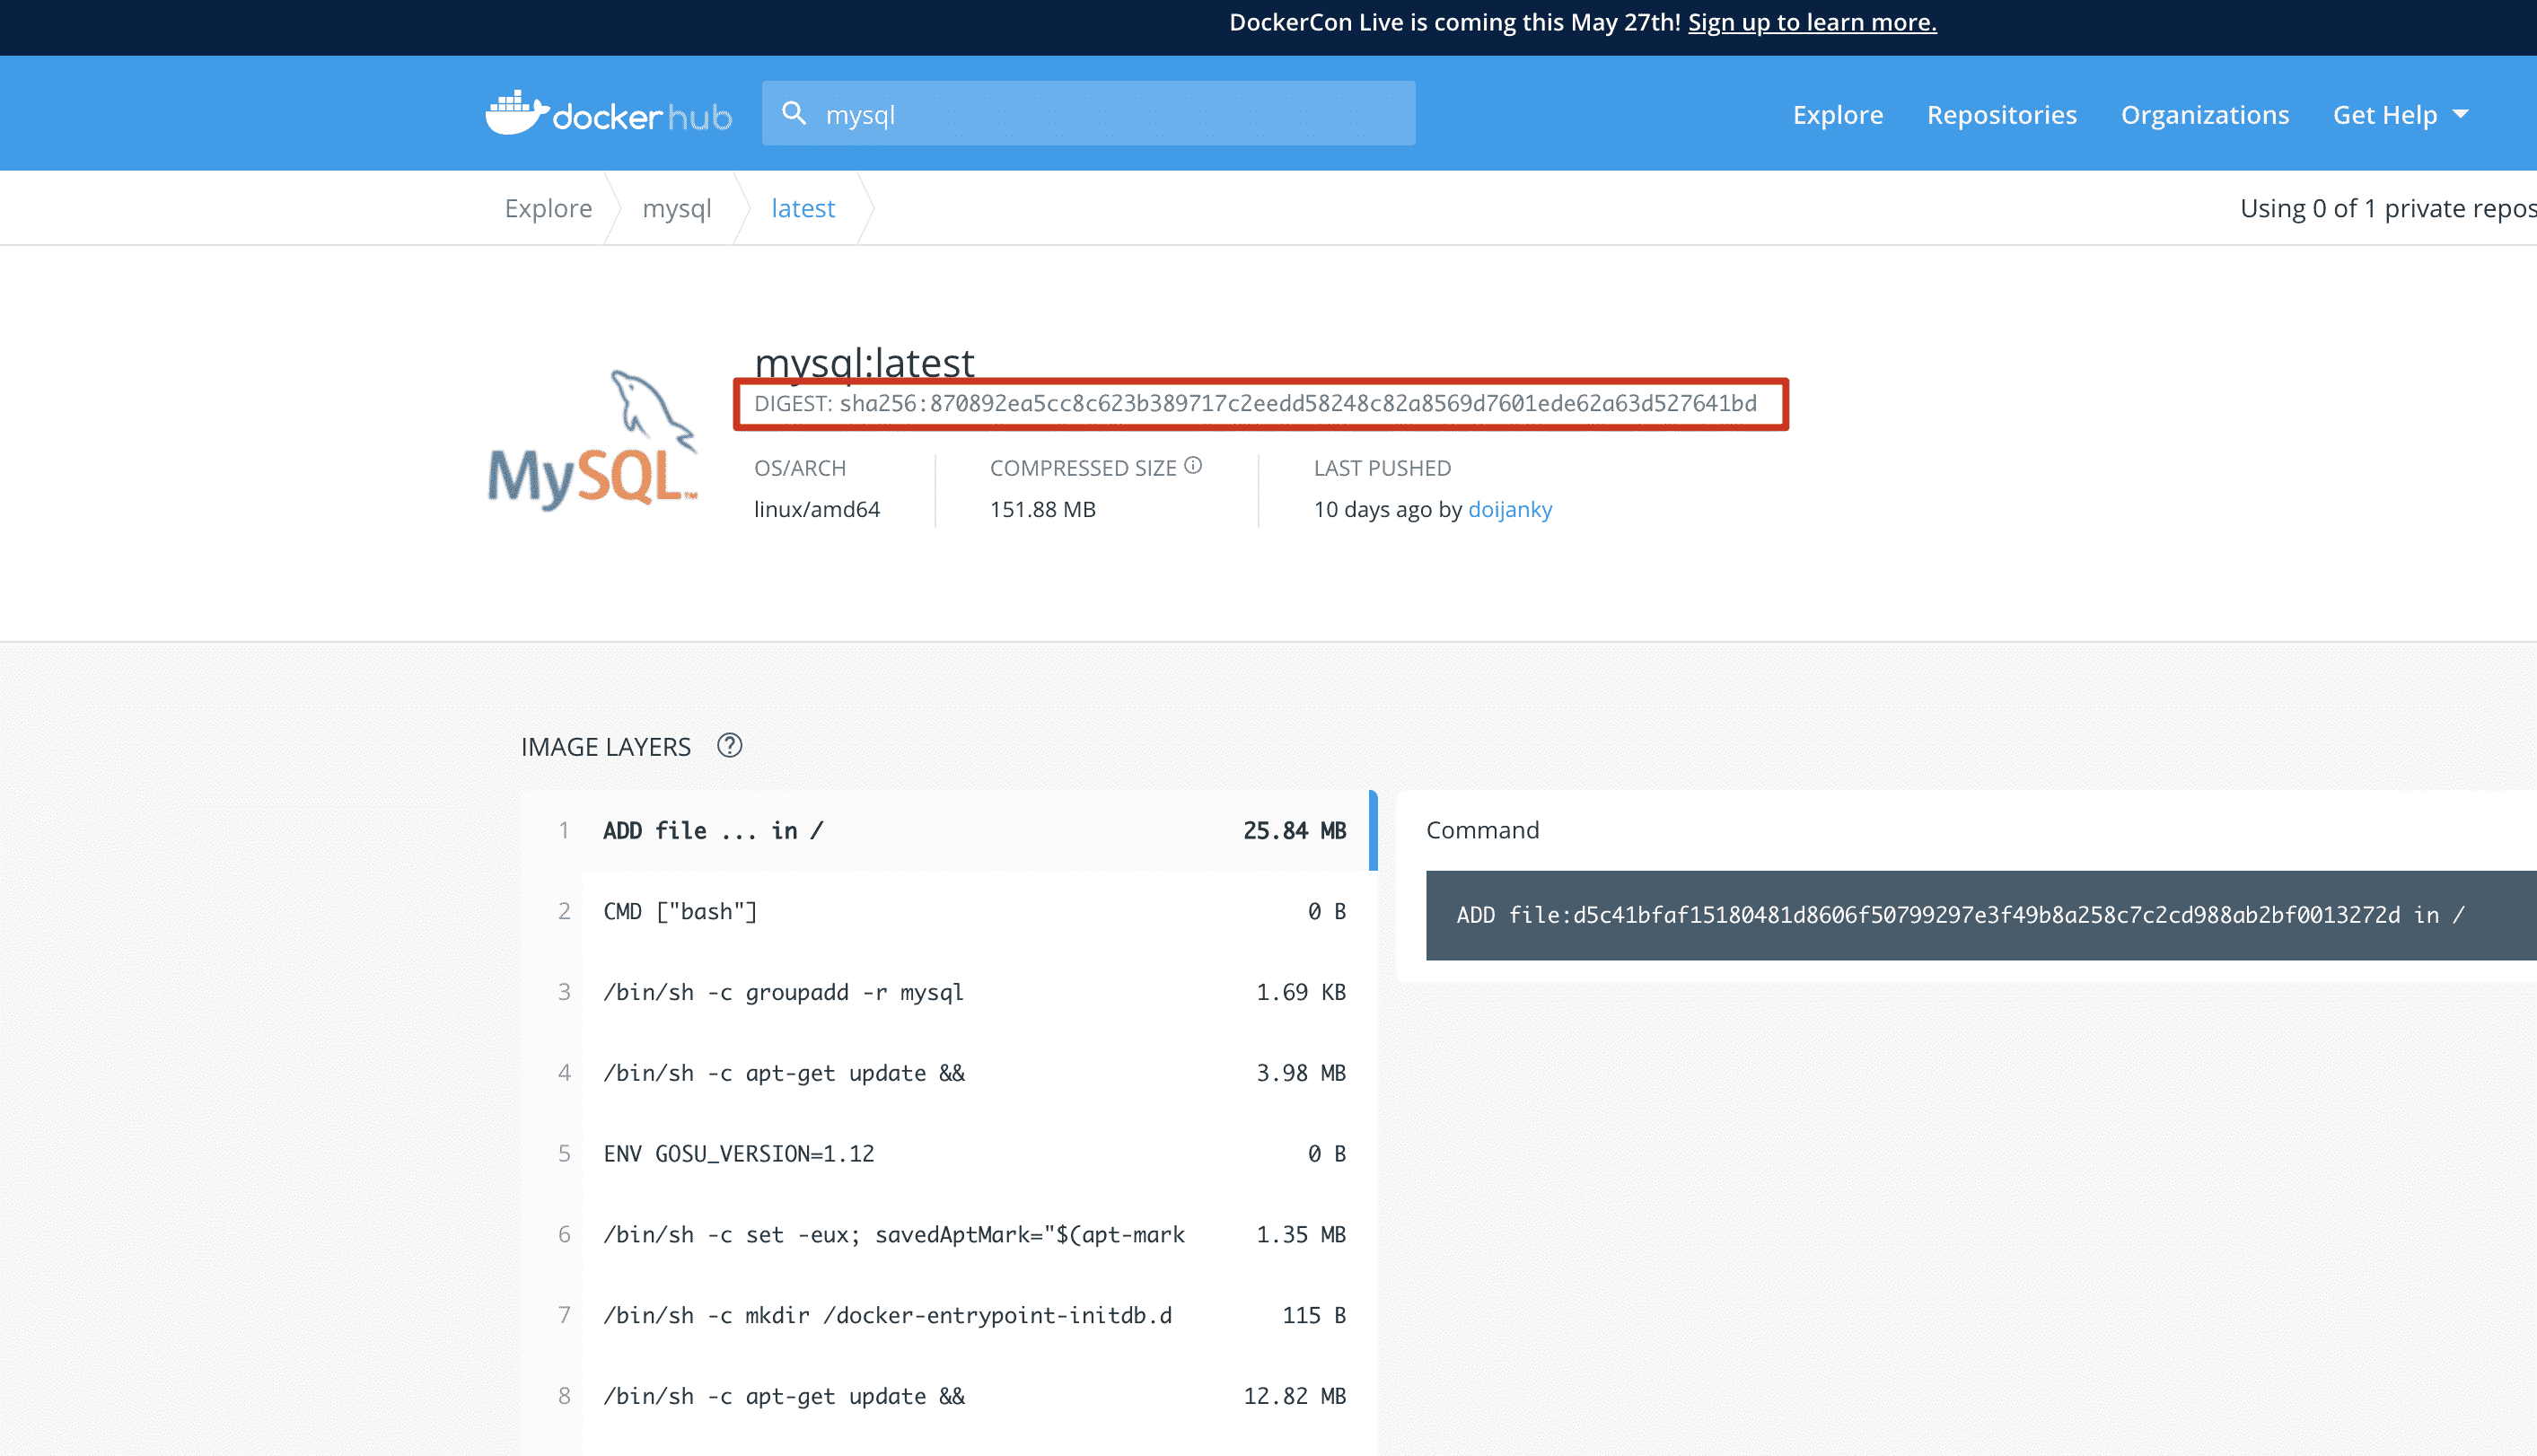 DockerCon Live is coming this May 27th! Sign up to learn more.
dockerhub
mysql
Explore
Repositories
Organizations
Get Help
Explore
mysql
latest
Using 0 of 1 private repos
mysql:latest
DIGEST: sha256:870892ea5cc8c623b389717c2eedd58248c82a8569d7601ede62a63d527641bd
MySQL™
OS/ARCH
linux/amd64
COMPRESSED SIZE
151.88 MB
LAST PUSHED
10 days ago by doijanky
IMAGE LAYERS
1 ADD file ... in / 25.84 MB
2 CMD ["bash"] 0 B
3 /bin/sh -c groupadd -r mysql 1.69 KB
4 /bin/sh -c apt-get update && 3.98 MB
5 ENV GOSU_VERSION=1.12 0 B
6 /bin/sh -c set -eux; savedAptMark="$(apt-mark 1.35 MB
7 /bin/sh -c mkdir /docker-entrypoint-initdb.d 115 B
8 /bin/sh -c apt-get update && 12.82 MB
Command
ADD file:d5c41bfaf15180481d8606f50799297e3f49b8a258c7c2cd988ab2bf0013272d in /